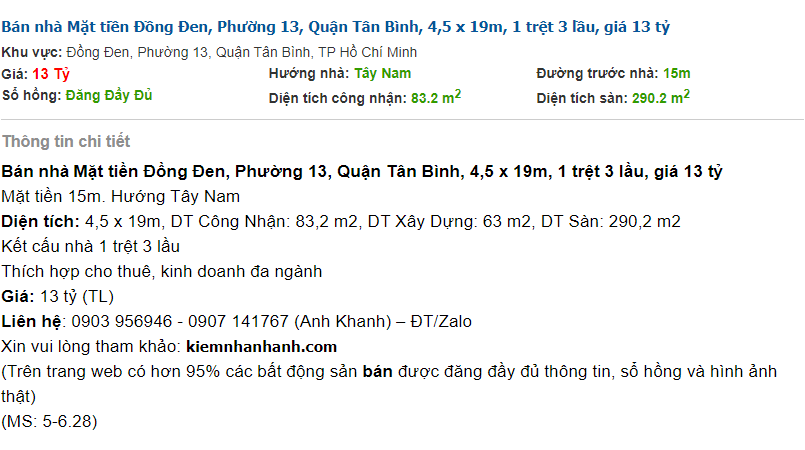 Bán nhà Mặt tiền Đồng Đen, Phường 13, Quận Tân Bình, 4,5 x 19m, 1 trệt 3 lầu, giá 13 tỷ
Khu vực: Đồng Đen, Phường 13, Quận Tân Bình, TP Hồ Chí Minh
Giá: 13 Tỷ Hướng nhà: Tây Nam Đường trước nhà: 15m
Sổ hồng: Đăng Đầy Đủ Diện tích công nhận: 83.2 m² Diện tích sàn: 290.2 m²
Thông tin chi tiết
Bán nhà Mặt tiền Đồng Đen, Phường 13, Quận Tân Bình, 4,5 x 19m, 1 trệt 3 lầu, giá 13 tỷ
Mặt tiền 15m. Hướng Tây Nam
Diện tích: 4,5 x 19m, DT Công Nhận: 83,2 m2, DT Xây Dựng: 63 m2, DT Sàn: 290,2 m2
Kết cấu nhà 1 trệt 3 lầu
Thích hợp cho thuê, kinh doanh đa ngành
Giá: 13 tỷ (TL)
Liên hệ: 0903 956946 - 0907 141767 (Anh Khanh) – ĐT/Zalo
Xin vui lòng tham khảo: kiemnhanhanh.com
(Trên trang web có hơn 95% các bất động sản bán được đăng đầy đủ thông tin, sổ hồng và hình ảnh
thật)
(MS: 5-6.28)